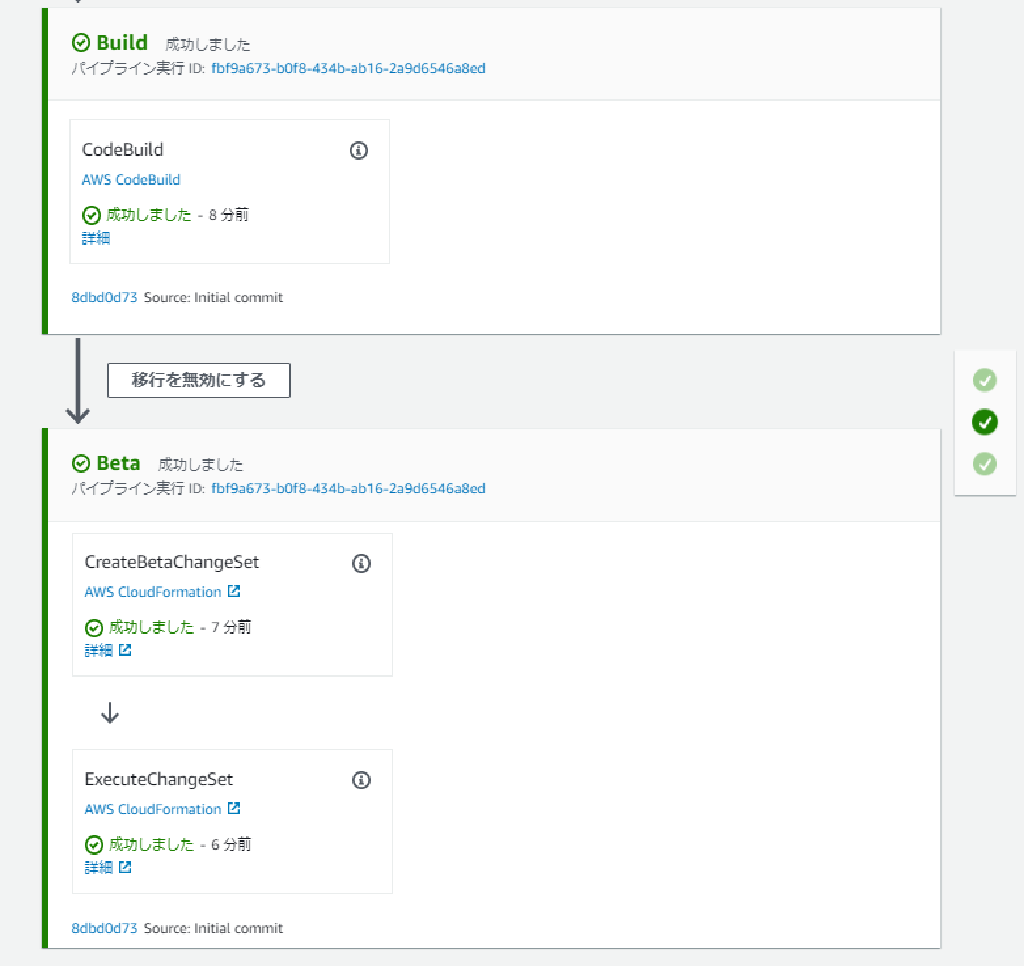 Build 成功しました
パイプライン実行 ID: fbf9a673-b0f8-434b-ab16-2a9d6546a8ed
CodeBuild
AWS CodeBuild
成功しました - 8 分前
詳細
8dbd0d73 Source: Initial commit
移行を無効にする
Beta 成功しました
パイプライン実行 ID: fbf9a673-b0f8-434b-ab16-2a9d6546a8ed
CreateBetaChangeSet
AWS CloudFormation
成功しました - 7 分前
詳細
ExecuteChangeSet
AWS CloudFormation
成功しました - 6 分前
詳細
8dbd0d73 Source: Initial commit